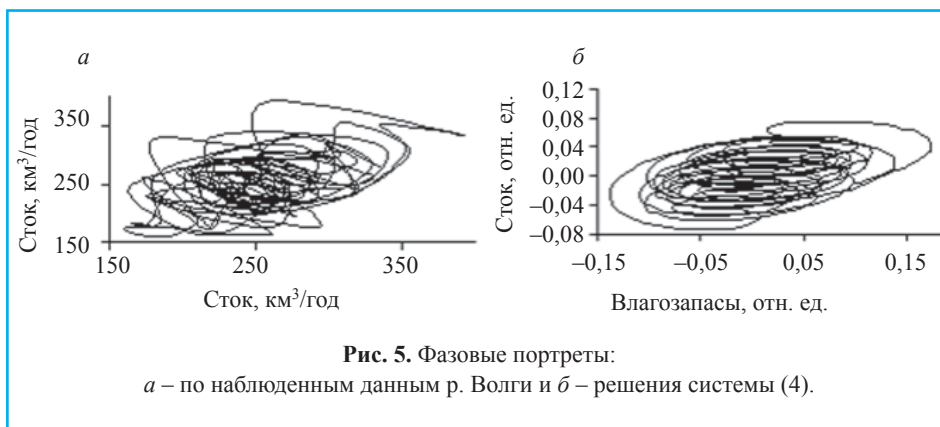 а
350
250
150
Сток, км³/год
150
250
350
Сток, км³/год
б
0,12
0,08
0,04
0,00
–0,04
–0,08
Сток, отн. ед.
–0,15
–0,05
0,05
0,15
Влагозапасы, отн. ед.
Рис. 5. Фазовые портреты:
а – по наблюденным данным р. Волги и б – решения системы (4).